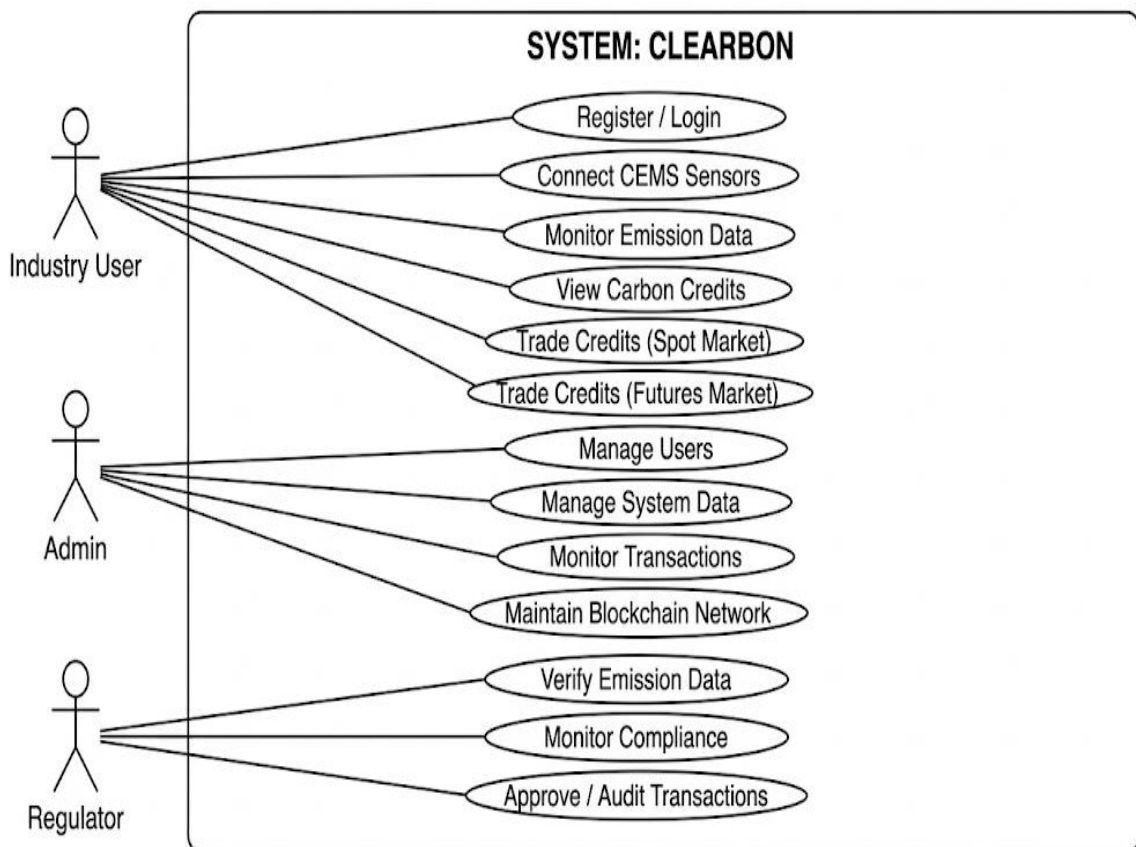 SYSTEM: CLEARBON
Register / Login
Connect CEMS Sensors
Monitor Emission Data
Industry User
View Carbon Credits
Trade Credits (Spot Market)
Trade Credits (Futures Market)
Manage Users
Manage System Data
Admin
Monitor Transactions
Maintain Blockchain Network
Verify Emission Data
Monitor Compliance
Approve / Audit Transactions
Regulator